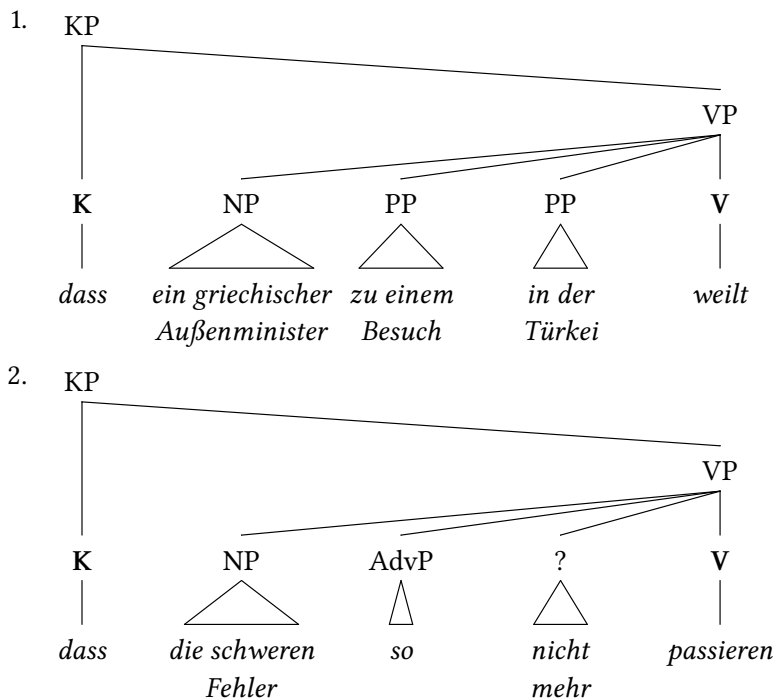 1. KP
VP
K NP PP PP V
dass ein griechischer zu einem in der weilt
Außenminister Besuch Türkei
2. KP
VP
K NP AdvP ? V
dass die schweren so nicht passieren
Fehler mehr